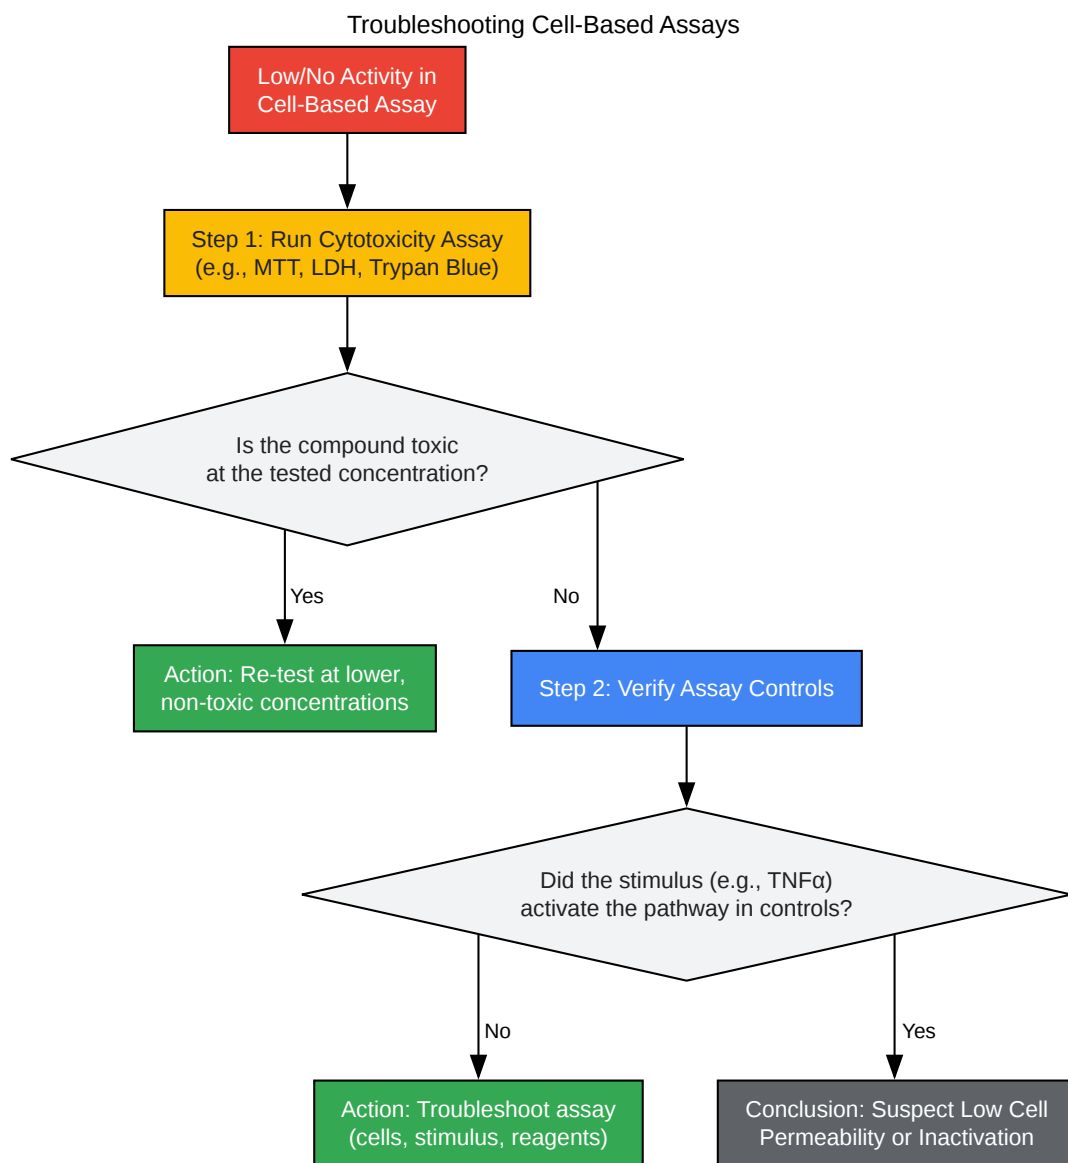 Troubleshooting Cell-Based Assays
Low/No Activity in
Cell-Based Assay
Step 1: Run Cytotoxicity Assay
(e.g., MTT, LDH, Trypan Blue)
Is the compound toxic
at the tested concentration?
Yes
No
Action: Re-test at lower,
non-toxic concentrations
Step 2: Verify Assay Controls
Did the stimulus (e.g., TNFα)
activate the pathway in controls?
No
Yes
Action: Troubleshoot assay
(cells, stimulus, reagents)
Conclusion: Suspect Low Cell
Permeability or Inactivation